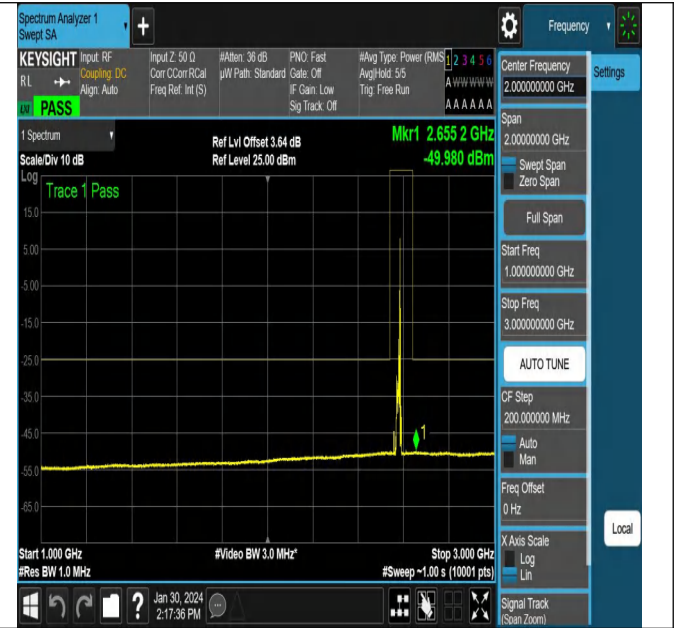 Spectrum Analyzer 1
Swept SA
+
Frequency
KEYSIGHT
RL
PASS
Input: RF
Coupling: DC
Align: Auto
Input Z: 50 Ω
Corr CCorr RCal
Freq Ref: Int (S)
#Atten: 36 dB
µW Path: Standard
PNO: Fast
Gate: Off
IF Gain: Low
Sig Track: Off
#Avg Type: Power (RMS
Avg|Hold: 5/5
Trig: Free Run
1 2 3 4 5 6
A W W W W W
A A A A A A
1 Spectrum
Scale/Div 10 dB
Ref Lvl Offset 3.64 dB
Ref Level 25.00 dBm
Mkr1 2.655 2 GHz
-49.980 dBm
Log
Trace 1 Pass
15.0
5.00
-5.00
-15.0
-25.0
-35.0
-45.0
-55.0
-65.0
1
Start 1.000 GHz
#Res BW 1.0 MHz
#Video BW 3.0 MHz*
Stop 3.000 GHz
#Sweep ~1.00 s (10001 pts)
Center Frequency
2.000000000 GHz
Settings
Span
2.00000000 GHz
Swept Span
Zero Span
Full Span
Start Freq
1.000000000 GHz
Stop Freq
3.000000000 GHz
AUTO TUNE
CF Step
200.000000 MHz
Auto
Man
Freq Offset
0 Hz
X Axis Scale
Log
Lin
Local
Signal Track
(Span Zoom)
?
Jan 30, 2024
2:17:36 PM